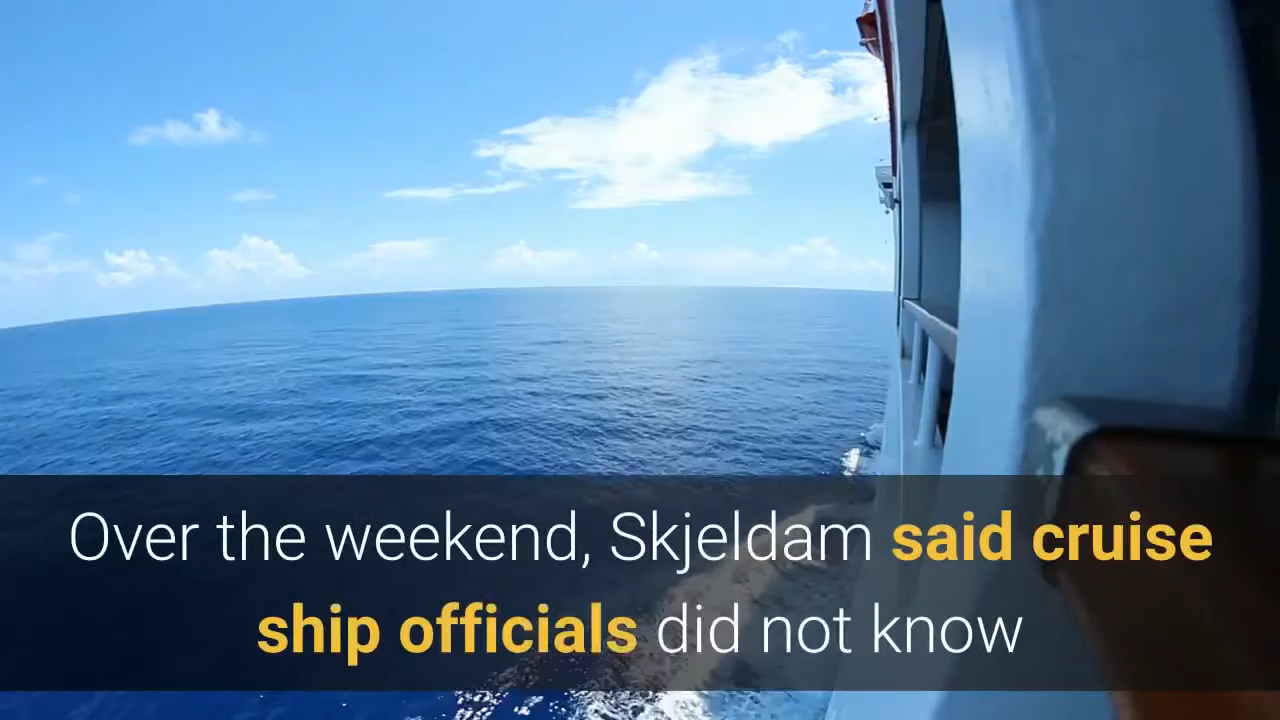 Over the weekend, Skjeldam said cruise
ship officials did not know